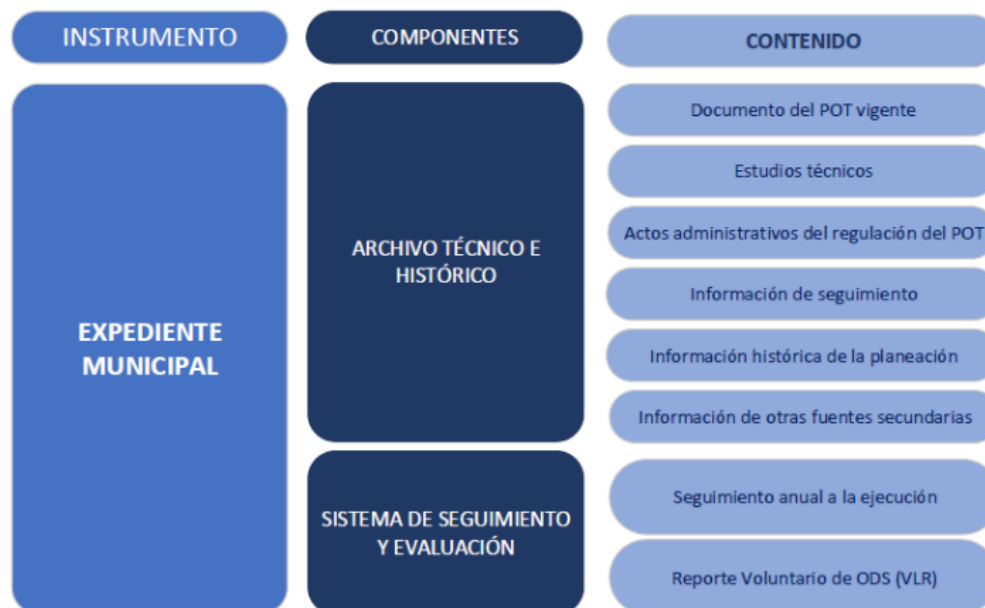 INSTRUMENTO
COMPONENTES
CONTENIDO
EXPEDIENTE
MUNICIPAL
ARCHIVO TÉCNICO E
HISTÓRICO
Documento del POT vigente
Estudios técnicos
Actos administrativos del regulación del POT
Información de seguimiento
Información histórica de la planeación
Información de otras fuentes secundarias
SISTEMA DE SEGUIMIENTO
Y EVALUACIÓN
Seguimiento anual a la ejecución
Reporte Voluntario de ODS (VLR)